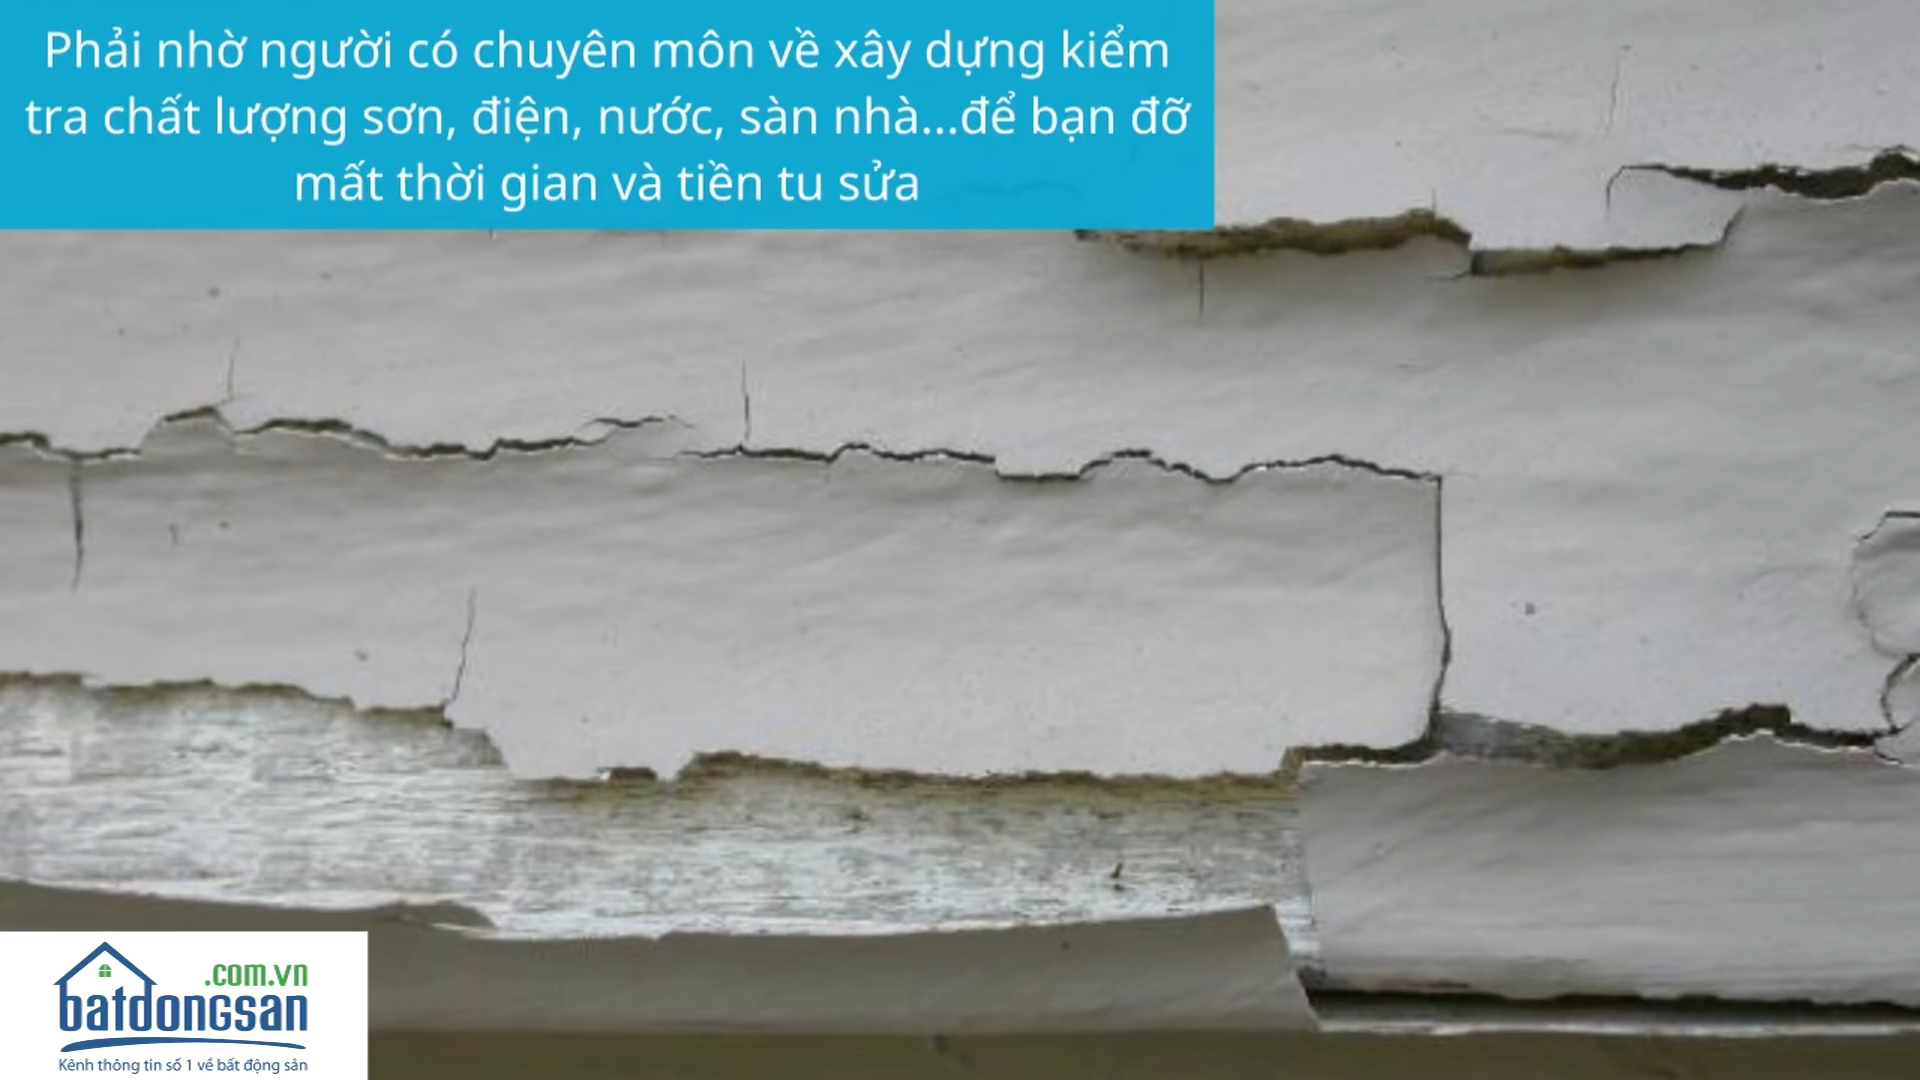 Phải nhờ người có chuyên môn về xây dựng kiểm
tra chất lượng sơn, điện, nước, sàn nhà...để bạn đỡ
mất thời gian và tiền tu sửa
.com.vn
batdongsan
Kênh thông tin số 1 về bất động sản